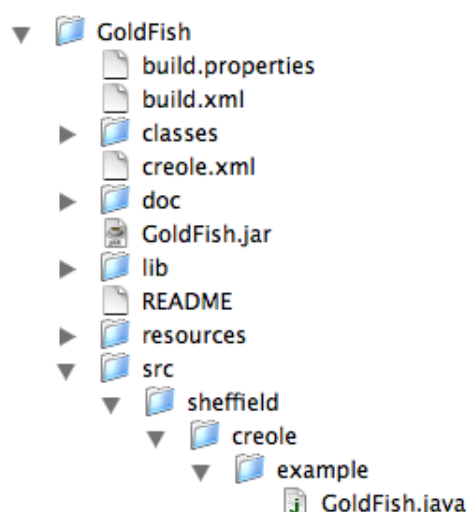 GoldFish
build.properties
build.xml
classes
creole.xml
doc
GoldFish.jar
lib
README
resources
src
sheffield
creole
example
GoldFish.java